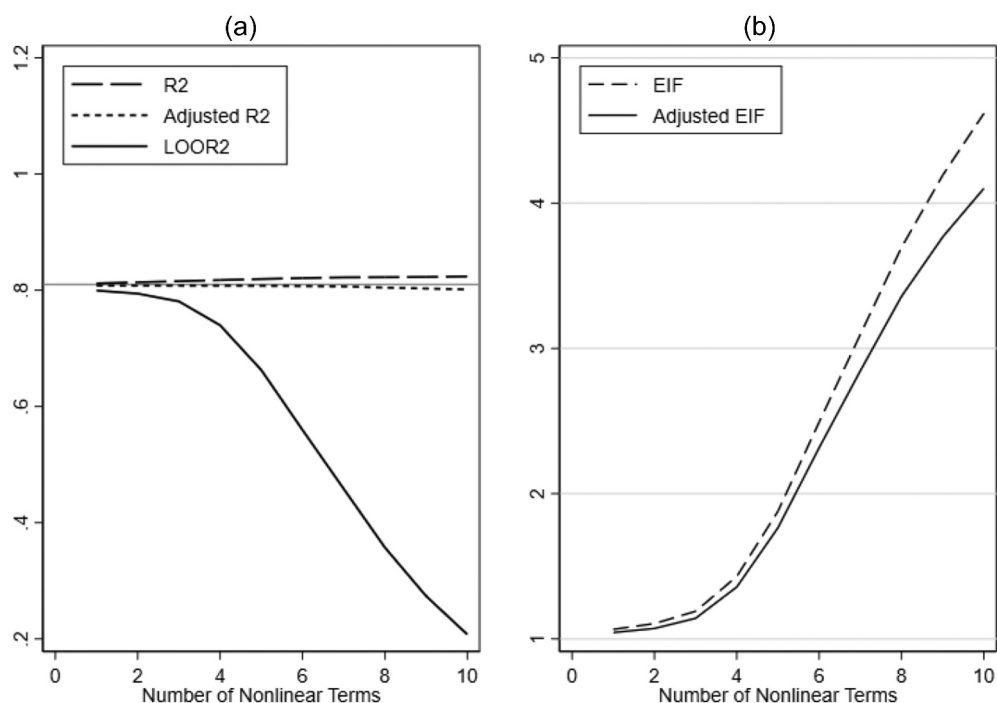 (a)
1.2
1
.8
.6
.4
.2
R2
Adjusted R2
LOOR2
0 2 4 6 8 10
Number of Nonlinear Terms
(b)
5
4
3
2
1
EIF
Adjusted EIF
0 2 4 6 8 10
Number of Nonlinear Terms